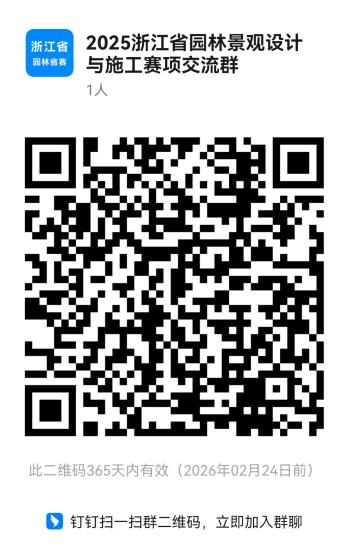 浙江省
园林省赛
2025浙江省园林景观设计
与施工赛项交流群
1人
此二维码365天内有效（2026年02月24日前）
钉钉扫一扫群二维码，立即加入群聊